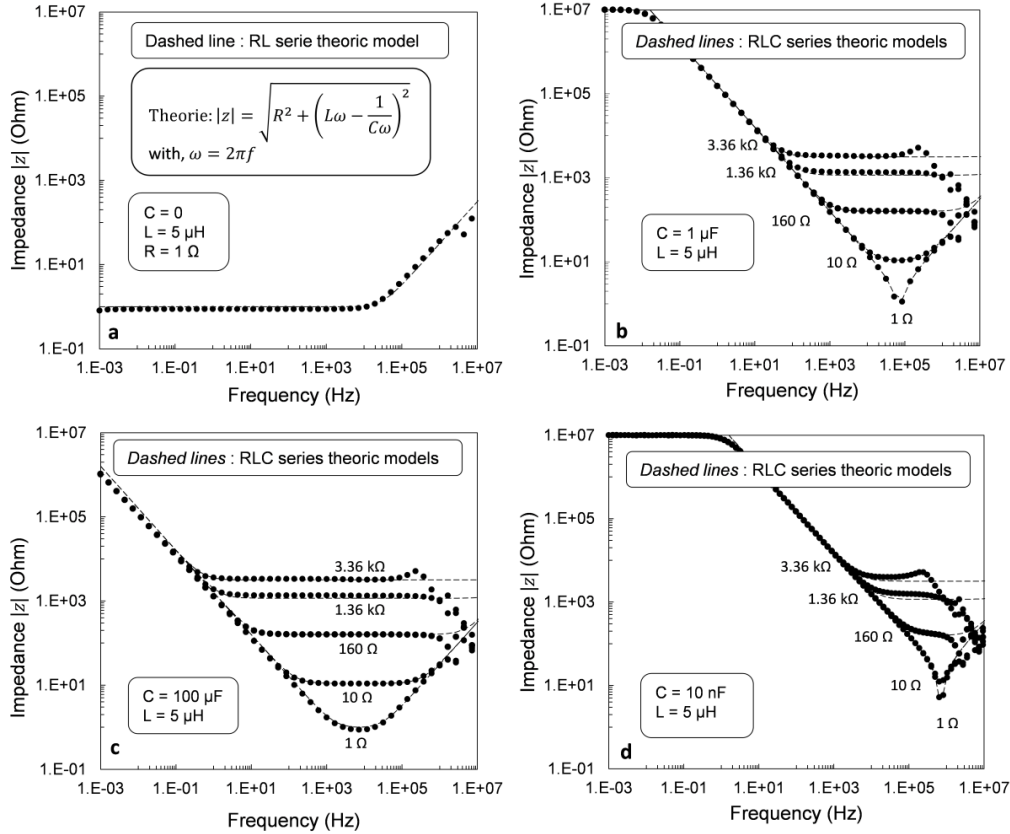 Dashed line : RL serie theoric model
Theorie: |z| = √(R² + (Lω − 1/Cω)²)
with, ω = 2πf
C = 0
L = 5 µH
R = 1 Ω
a
1.E+07
1.E+05
1.E+03
1.E+01
1.E−01
Impedance |z| (Ohm)
1.E−03 1.E−01 1.E+01 1.E+03 1.E+05 1.E+07
Frequency (Hz)
Dashed lines : RLC series theoric models
3.36 kΩ
1.36 kΩ
160 Ω
10 Ω
1 Ω
C = 1 µF
L = 5 µH
b
1.E+07
1.E+05
1.E+03
1.E+01
1.E−01
Impedance |z| (Ohm)
1.E−03 1.E−01 1.E+01 1.E+03 1.E+05 1.E+07
Frequency (Hz)
Dashed lines : RLC series theoric models
3.36 kΩ
1.36 kΩ
160 Ω
10 Ω
1 Ω
C = 100 µF
L = 5 µH
c
1.E+07
1.E+05
1.E+03
1.E+01
1.E−01
Impedance |z| (Ohm)
1.E−03 1.E−01 1.E+01 1.E+03 1.E+05 1.E+07
Frequency (Hz)
Dashed lines : RLC series theoric models
3.36 kΩ
1.36 kΩ
160 Ω
10 Ω
1 Ω
C = 10 nF
L = 5 µH
d
1.E+07
1.E+05
1.E+03
1.E+01
1.E−01
Impedance |z| (Ohm)
1.E−03 1.E−01 1.E+01 1.E+03 1.E+05 1.E+07
Frequency (Hz)